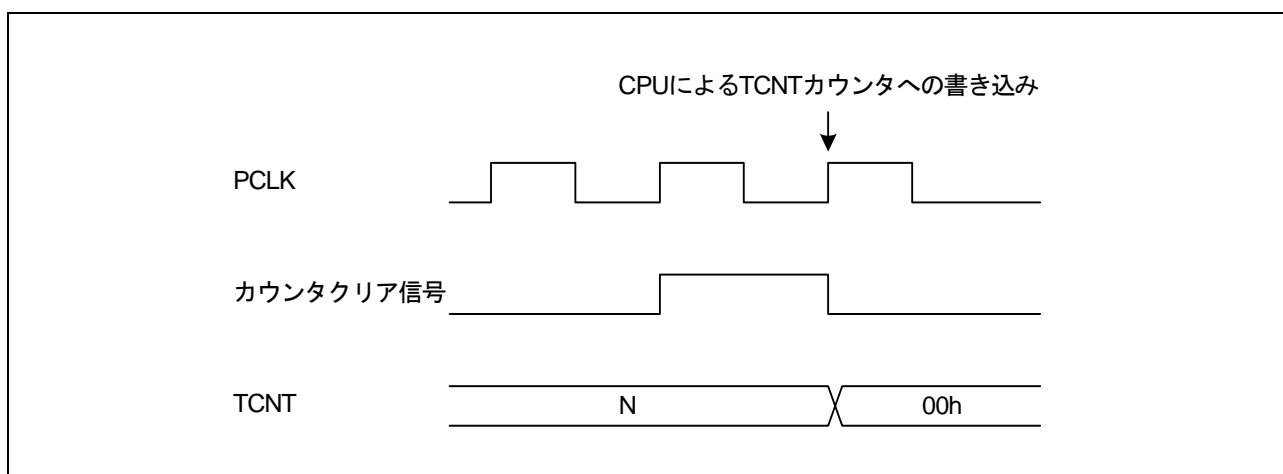 CPUによるTCNTカウンタへの書き込み
PCLK
カウンタクリア信号
TCNT
N
00h